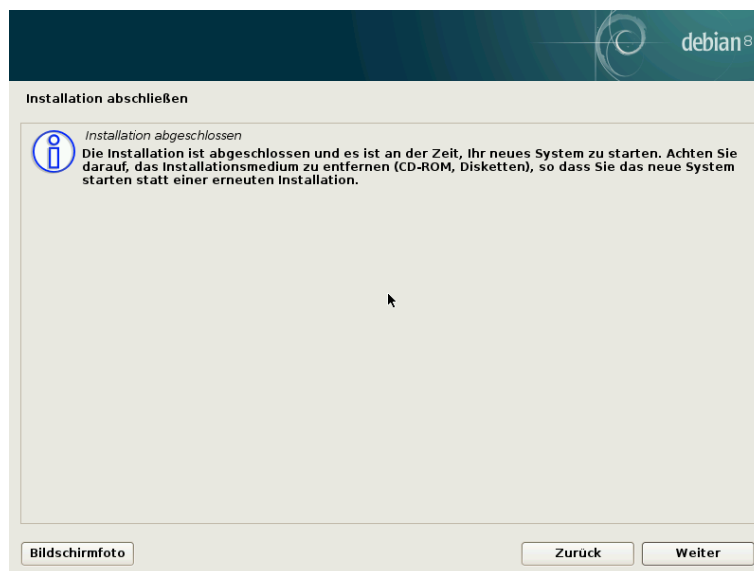 debian 8
Installation abschließen
Installation abgeschlossen
Die Installation ist abgeschlossen und es ist an der Zeit, Ihr neues System zu starten. Achten Sie
darauf, das Installationsmedium zu entfernen (CD-ROM, Disketten), so dass Sie das neue System
starten statt einer erneuten Installation.
Bildschirmfoto
Zurück
Weiter